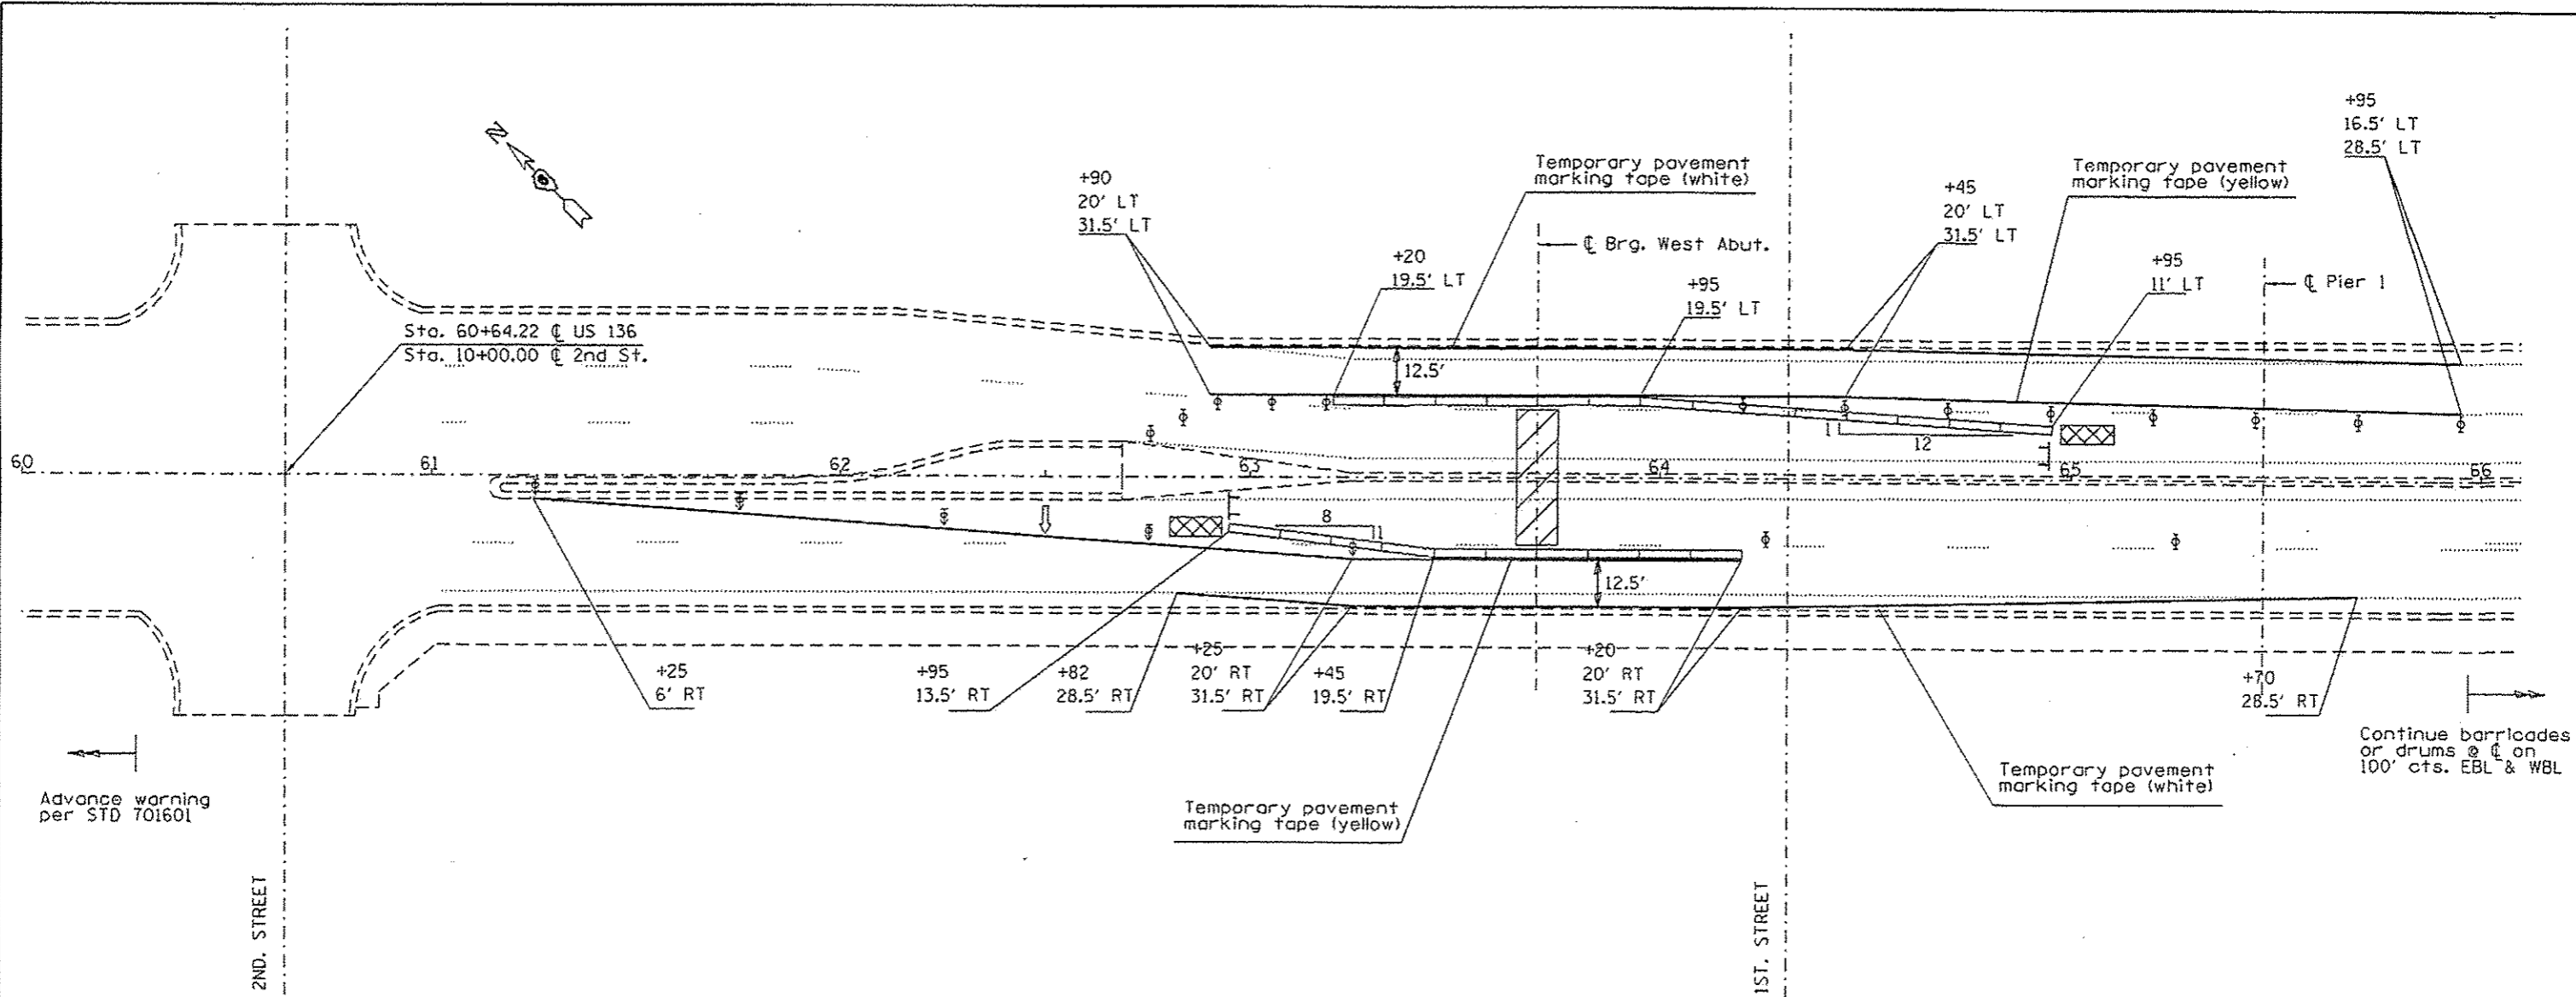 N
+95
16.5' LT
28.5' LT
Temporary pavement
marking tape (white)
Temporary pavement
marking tape (yellow)
+90
20' LT
31.5' LT
+45
20' LT
31.5' LT
℄ Brg. West Abut.
+20
19.5' LT
+95
19.5' LT
+95
11' LT
℄ Pier 1
Sta. 60+64.22 ℄ US 136
Sta. 10+00.00 ℄ 2nd St.
12.5'
1
12
60
61
62
63
64
65
66
8
1
12.5'
+25
6' RT
+95
13.5' RT
+82
28.5' RT
+25
20' RT
31.5' RT
+45
19.5' RT
+20
20' RT
31.5' RT
+70
28.5' RT
Continue barricades
or drums @ ℄ on
100' cts. EBL & WBL
Advance warning
per STD 701601
Temporary pavement
marking tape (yellow)
Temporary pavement
marking tape (white)
2ND. STREET
1ST. STREET